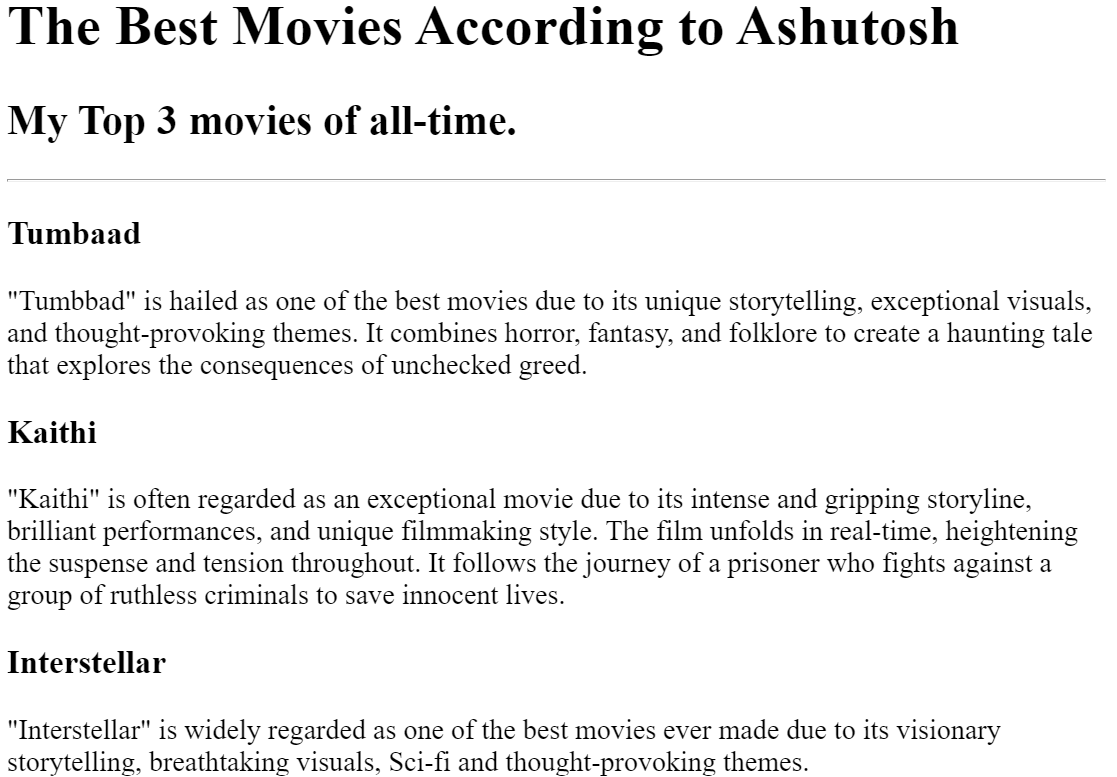 The Best Movies According to Ashutosh
My Top 3 movies of all-time.
Tumbaad
"Tumbbad" is hailed as one of the best movies due to its unique storytelling, exceptional visuals,
and thought-provoking themes. It combines horror, fantasy, and folklore to create a haunting tale
that explores the consequences of unchecked greed.
Kaithi
"Kaithi" is often regarded as an exceptional movie due to its intense and gripping storyline,
brilliant performances, and unique filmmaking style. The film unfolds in real-time, heightening
the suspense and tension throughout. It follows the journey of a prisoner who fights against a
group of ruthless criminals to save innocent lives.
Interstellar
"Interstellar" is widely regarded as one of the best movies ever made due to its visionary
storytelling, breathtaking visuals, Sci-fi and thought-provoking themes.